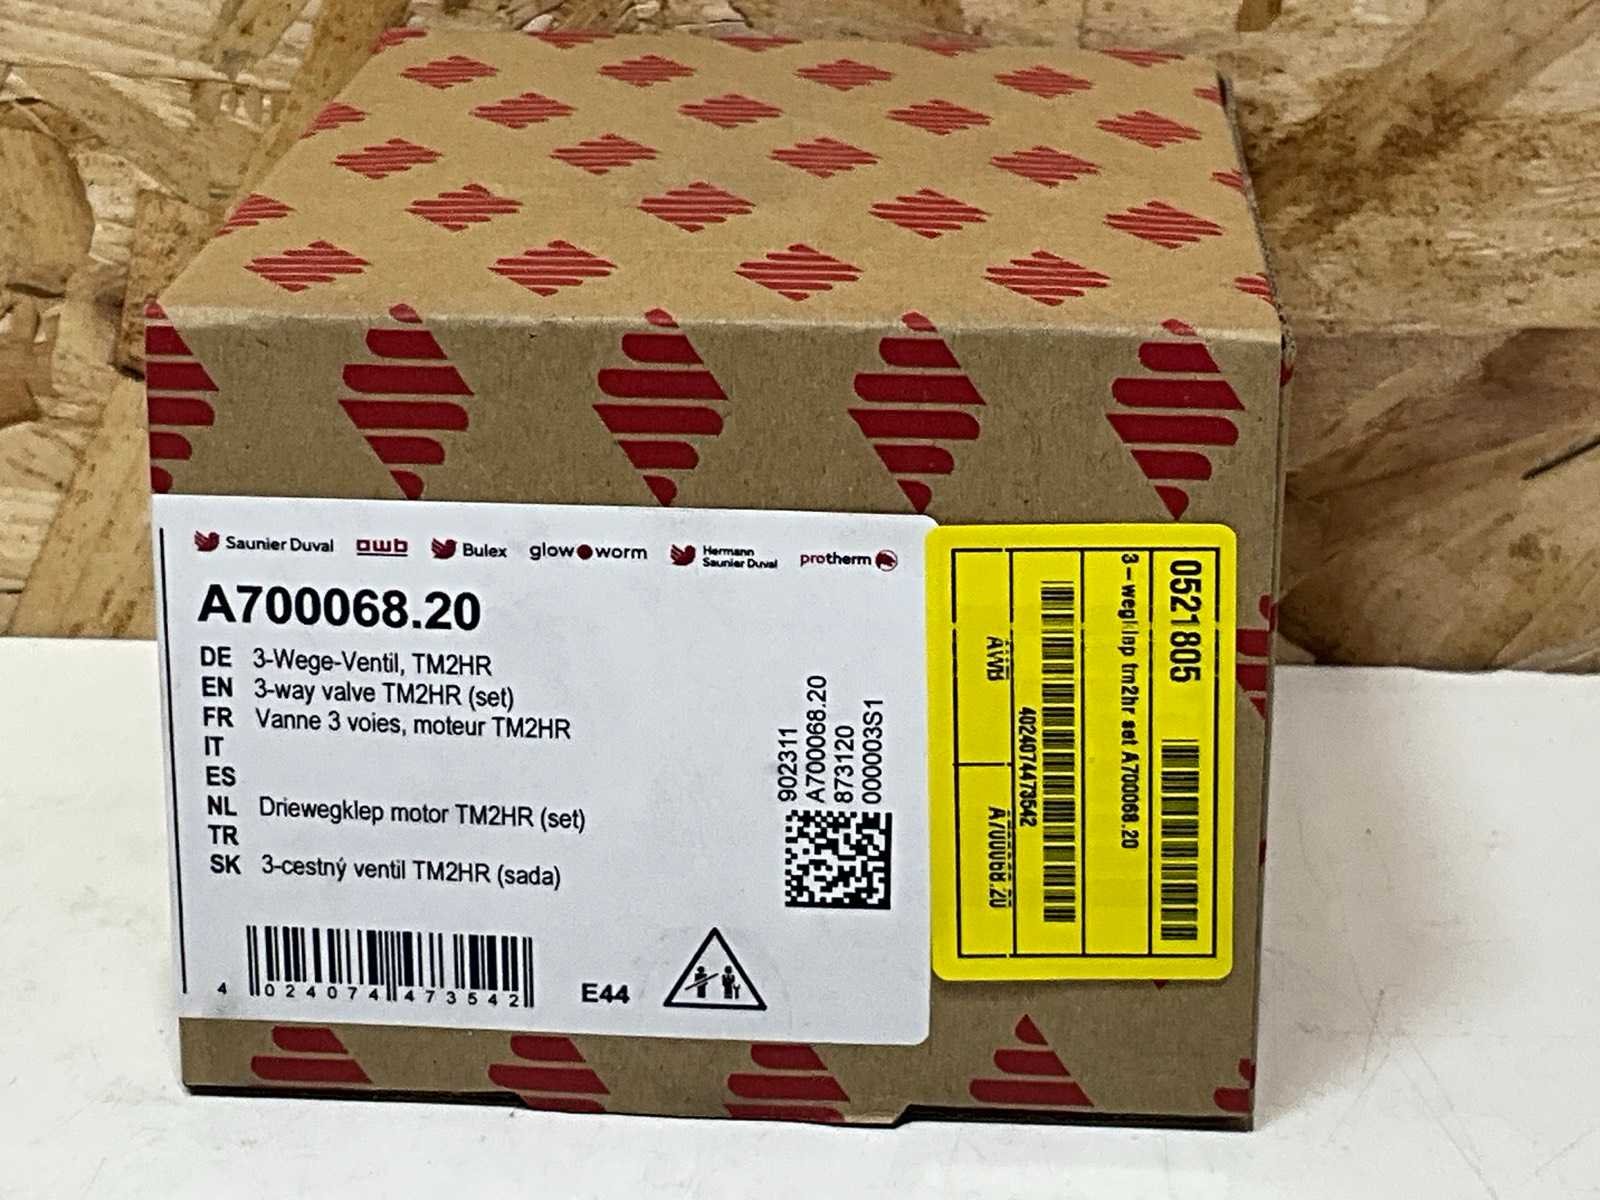 Saunier Duval awb Bulex glow worm Hermann Saunier Duval protherm
A700068.20
DE 3-Wege-Ventil, TM2HR
EN 3-way valve TM2HR (set)
FR Vanne 3 voies, moteur TM2HR
IT
ES
NL Driewegklep motor TM2HR (set)
TR
SK 3-cestný ventil TM2HR (sada)
4 024074 473542
E44
902311
A700068.20
873120
000003S1
0521805
3-wegklep tm2hr set A700068.20
4024074473542
AWB
A700068.20